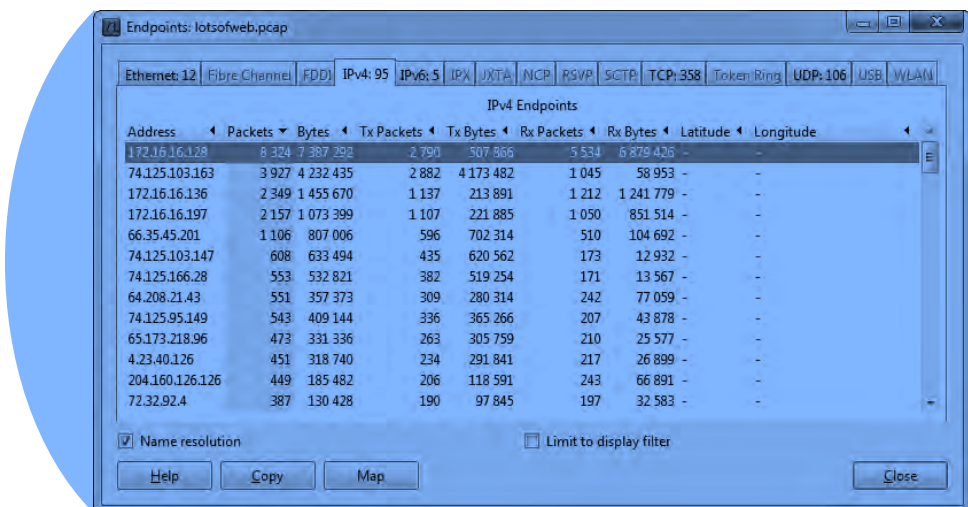 Endpoints: lotsofweb.pcap
Ethernet: 12 Fibre Channel FDDI IPv4: 95 IPv6: 5 IPX JXTA NCP RSVP SCTP TCP: 358 Token Ring UDP: 106 USB WLAN
IPv4 Endpoints
Address Packets Bytes Tx Packets Tx Bytes Rx Packets Rx Bytes Latitude Longitude
172.16.16.128 8 324 7 387 292 2 790 507 866 5 534 6 879 426 - -
74.125.103.163 3 927 4 232 435 2 882 4 173 482 1 045 58 953 - -
172.16.16.136 2 349 1 455 670 1 137 213 891 1 212 1 241 779 - -
172.16.16.197 2 157 1 073 399 1 107 221 885 1 050 851 514 - -
66.35.45.201 1 106 807 006 596 702 314 510 104 692 - -
74.125.103.147 608 633 494 435 620 562 173 12 932 - -
74.125.166.28 553 532 821 382 519 254 171 13 567 - -
64.208.21.43 551 357 373 309 280 314 242 77 059 - -
74.125.95.149 543 409 144 336 365 266 207 43 878 - -
65.173.218.96 473 331 336 263 305 759 210 25 577 - -
4.23.40.126 451 318 740 234 291 841 217 26 899 - -
204.160.126.126 449 185 482 206 118 591 243 66 891 - -
72.32.92.4 387 130 428 190 97 845 197 32 583 - -
Name resolution Limit to display filter
Help Copy Map Close